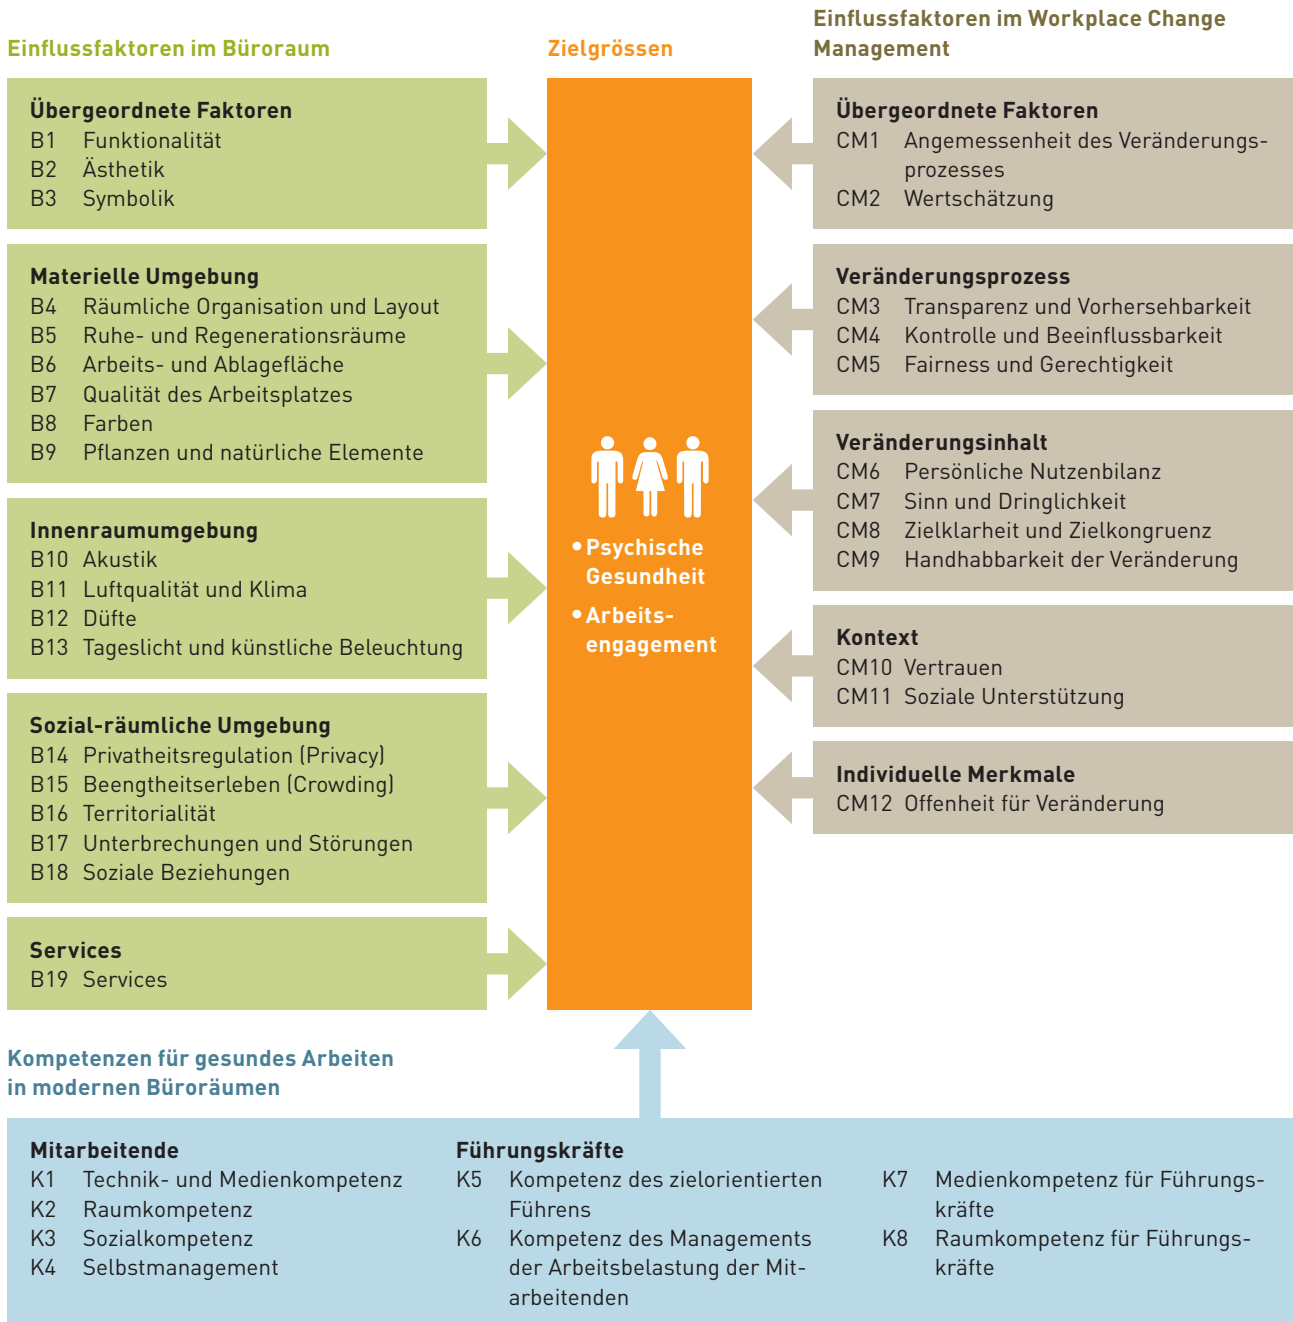 Einflussfaktoren im Büroraum
Übergeordnete Faktoren
B1 Funktionalität
B2 Ästhetik
B3 Symbolik
Materielle Umgebung
B4 Räumliche Organisation und Layout
B5 Ruhe- und Regenerationsräume
B6 Arbeits- und Ablagefläche
B7 Qualität des Arbeitsplatzes
B8 Farben
B9 Pflanzen und natürliche Elemente
Innenraumumgebung
B10 Akustik
B11 Luftqualität und Klima
B12 Düfte
B13 Tageslicht und künstliche Beleuchtung
Sozial-räumliche Umgebung
B14 Privatheitsregulation (Privacy)
B15 Beengtheitserleben (Crowding)
B16 Territorialität
B17 Unterbrechungen und Störungen
B18 Soziale Beziehungen
Services
B19 Services
Zielgrössen
• Psychische
Gesundheit
• Arbeits-
engagement
Einflussfaktoren im Workplace Change
Management
Übergeordnete Faktoren
CM1 Angemessenheit des Veränderungs-
prozesses
CM2 Wertschätzung
Veränderungsprozess
CM3 Transparenz und Vorhersehbarkeit
CM4 Kontrolle und Beeinflussbarkeit
CM5 Fairness und Gerechtigkeit
Veränderungsinhalt
CM6 Persönliche Nutzenbilanz
CM7 Sinn und Dringlichkeit
CM8 Zielklarheit und Zielkongruenz
CM9 Handhabbarkeit der Veränderung
Kontext
CM10 Vertrauen
CM11 Soziale Unterstützung
Individuelle Merkmale
CM12 Offenheit für Veränderung
Kompetenzen für gesundes Arbeiten
in modernen Büroräumen
Mitarbeitende
K1 Technik- und Medienkompetenz
K2 Raumkompetenz
K3 Sozialkompetenz
K4 Selbstmanagement
Führungskräfte
K5 Kompetenz des zielorientierten
Führens
K6 Kompetenz des Managements
der Arbeitsbelastung der Mit-
arbeitenden
K7 Medienkompetenz für Führungs-
kräfte
K8 Raumkompetenz für Führungs-
kräfte